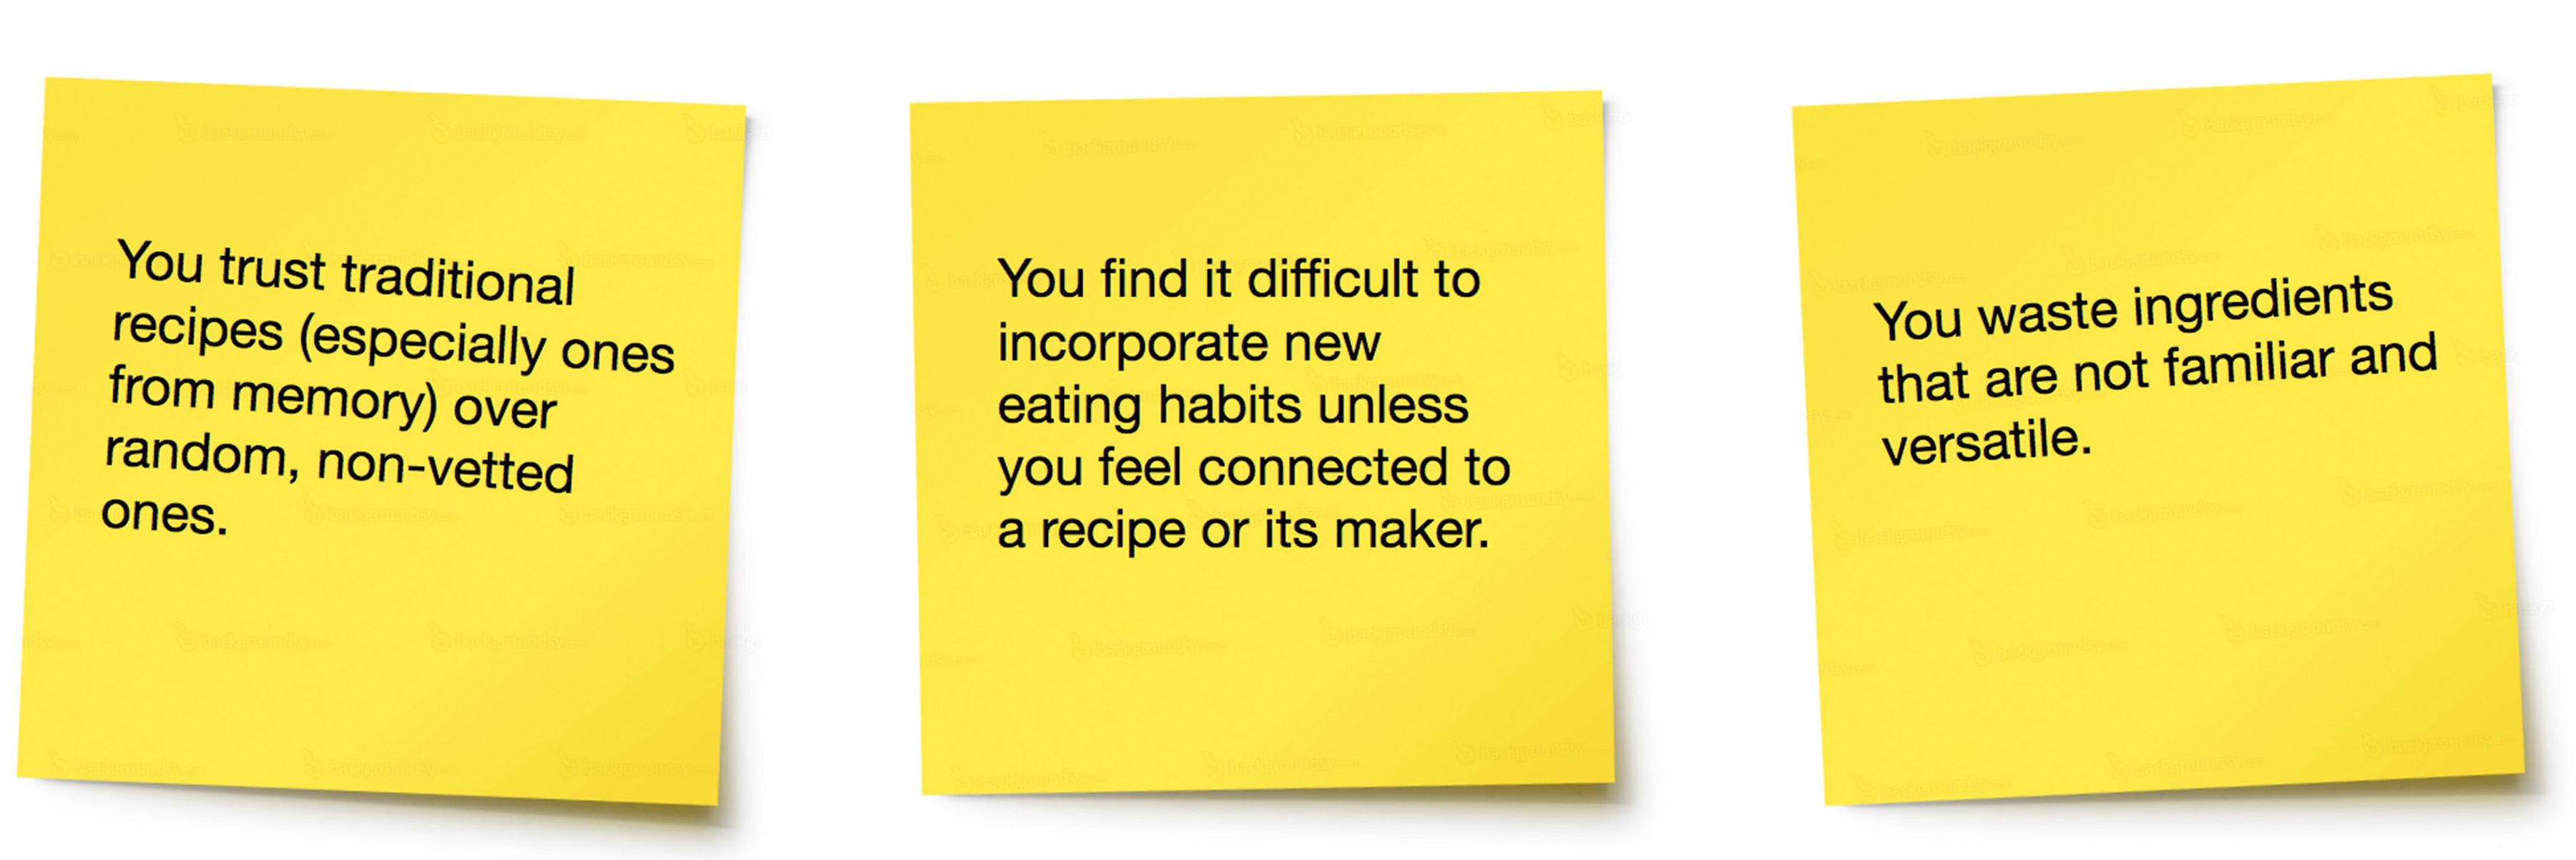 You trust traditional
recipes (especially ones
from memory) over
random, non-vetted
ones.
You find it difficult to
incorporate new
eating habits unless
you feel connected to
a recipe or its maker.
You waste ingredients
that are not familiar and
versatile.